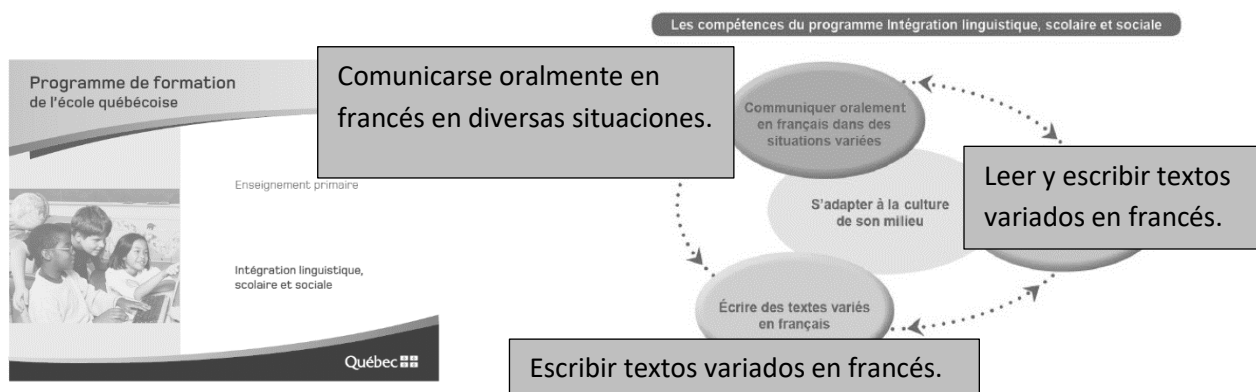 Les compétences du programme Intégration linguistique, scolaire et sociale
Programme de formation
de l'école québécoise
Enseignement primaire
Intégration linguistique,
scolaire et sociale
Québec
Comunicarse oralmente en
francés en diversas situaciones.
Communiquer oralement
en français dans des
situations variées
S'adapter à la culture
de son milieu
Leer y escribir textos
variados en francés.
Écrire des textes variés
en français
Escribir textos variados en francés.